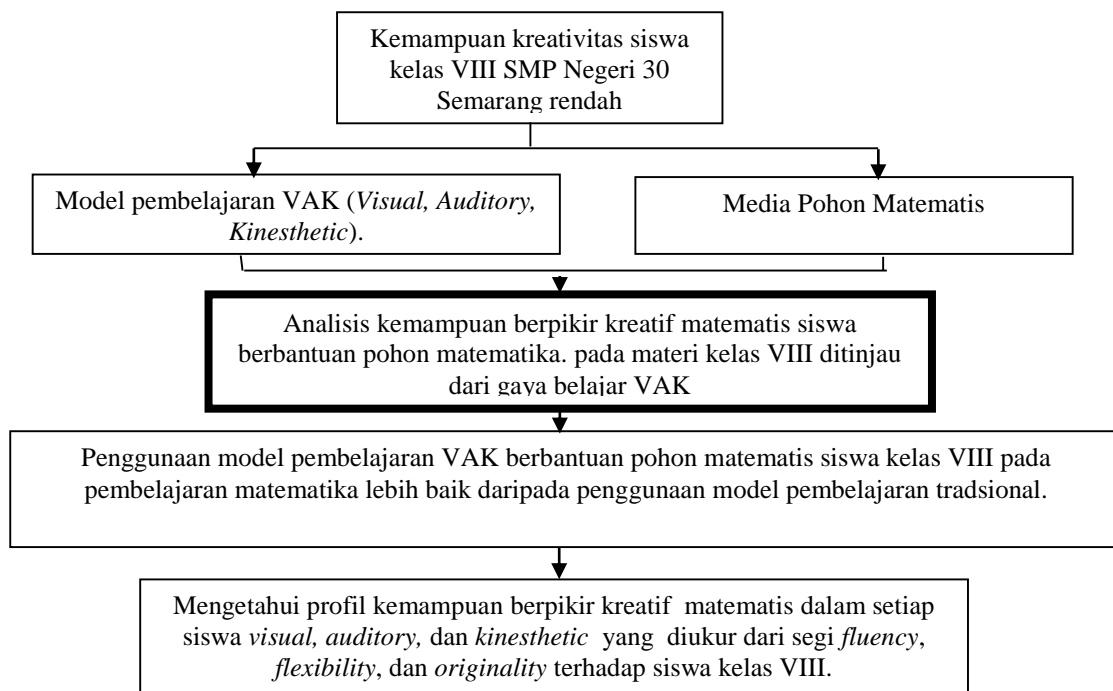 Kemampuan kreativitas siswa
kelas VIII SMP Negeri 30
Semarang rendah
Model pembelajaran VAK (Visual, Auditory,
Kinesthetic).
Media Pohon Matematis
Analisis kemampuan berpikir kreatif matematis siswa
berbantuan pohon matematika. pada materi kelas VIII ditinjau
dari gaya belajar VAK
Penggunaan model pembelajaran VAK berbantuan pohon matematis siswa kelas VIII pada
pembelajaran matematika lebih baik daripada penggunaan model pembelajaran tradsional.
Mengetahui profil kemampuan berpikir kreatif matematis dalam setiap
siswa visual, auditory, dan kinesthetic yang diukur dari segi fluency,
flexibility, dan originality terhadap siswa kelas VIII.